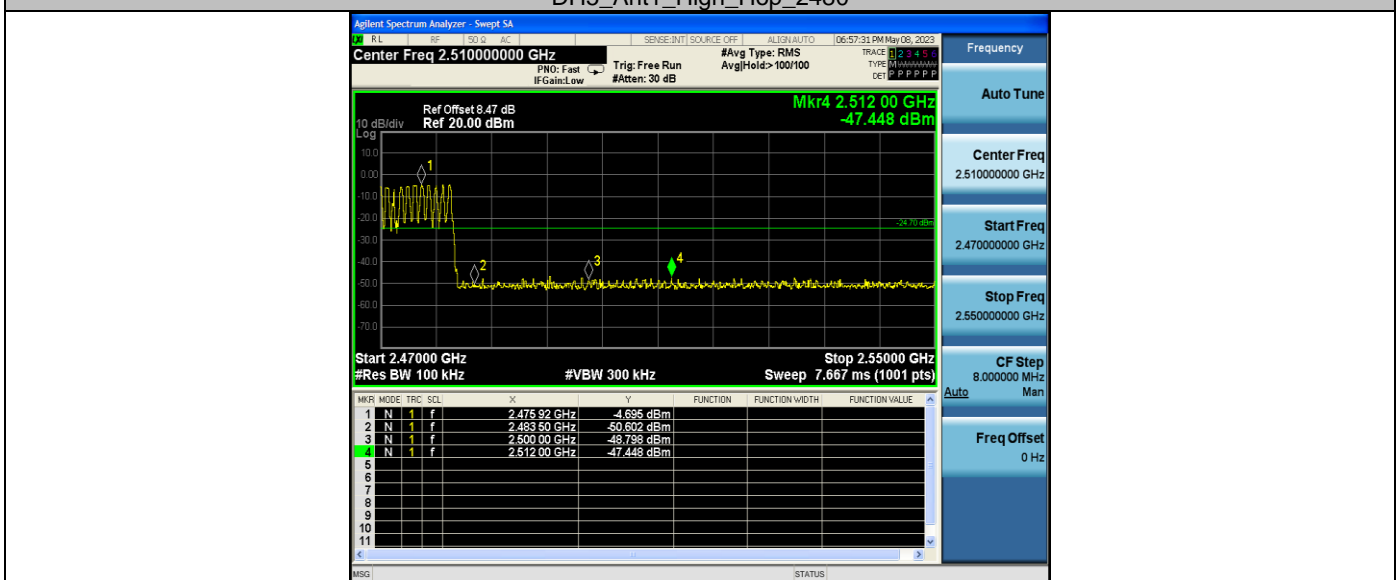 DH5_Ant1_High_Hop_2480
Agilent Spectrum Analyzer - Swept SA
RL RF 50 Ω AC SENSE:INT SOURCE OFF ALIGNAUTO 06:57:31 PM May 08, 2023
Center Freq 2.510000000 GHz
PNO: Fast
IFGain:Low
Trig: Free Run
#Atten: 30 dB
#Avg Type: RMS
Avg|Hold:> 100/100
TRACE 1 2 3 4 5 6
TYPE M
DET P P P P P P
Ref Offset 8.47 dB
10 dB/div Ref 20.00 dBm
Log
Mkr4 2.512 00 GHz
-47.448 dBm
10.0
0.00
-10.0
-20.0
-30.0
-40.0
-50.0
-60.0
-70.0
1
2
3
4
-24.70 dBm
Start 2.47000 GHz Stop 2.55000 GHz
#Res BW 100 kHz #VBW 300 kHz Sweep 7.667 ms (1001 pts)
MKR MODE TRC SCL X Y FUNCTION FUNCTION WIDTH FUNCTION VALUE
1 N 1 f 2.475 92 GHz -4.695 dBm
2 N 1 f 2.483 50 GHz -50.602 dBm
3 N 1 f 2.500 00 GHz -48.798 dBm
4 N 1 f 2.512 00 GHz -47.448 dBm
5
6
7
8
9
10
11
MSG STATUS
Frequency
Auto Tune
Center Freq
2.510000000 GHz
Start Freq
2.470000000 GHz
Stop Freq
2.550000000 GHz
CF Step
8.000000 MHz
Auto Man
Freq Offset
0 Hz